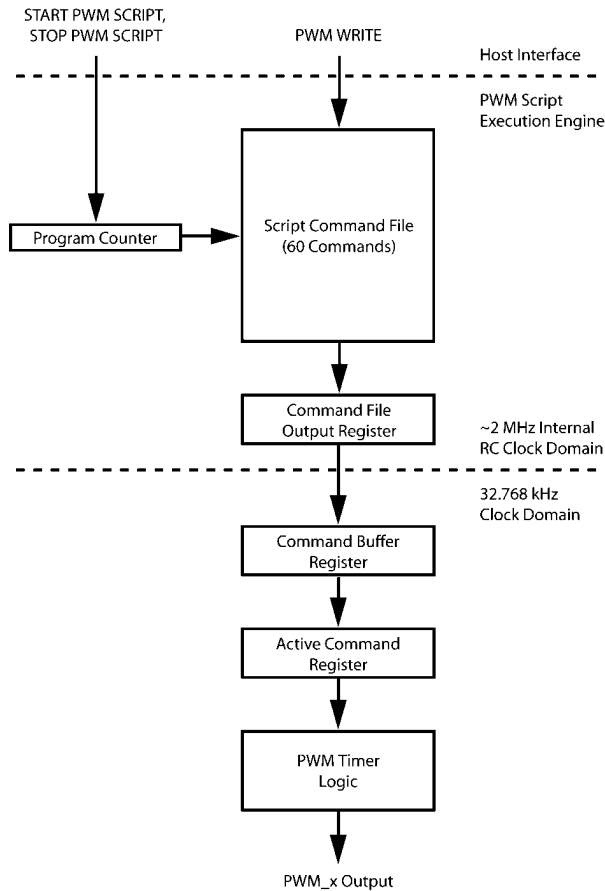 START PWM SCRIPT,
STOP PWM SCRIPT
PWM WRITE
Host Interface
PWM Script
Execution Engine
Program Counter
Script Command File
(60 Commands)
Command File
Output Register
~2 MHz Internal
RC Clock Domain
32.768 kHz
Clock Domain
Command Buffer
Register
Active Command
Register
PWM Timer
Logic
PWM_x Output